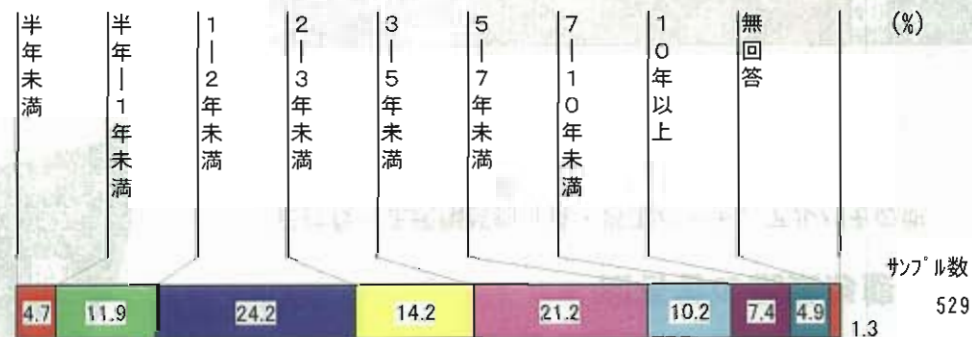 半年未満
半年―1年未満
1―2年未満
2―3年未満
3―5年未満
5―7年未満
7―10年未満
10年以上
無回答
(%)
サンプル数
529
4.7
11.9
24.2
14.2
21.2
10.2
7.4
4.9
1.3